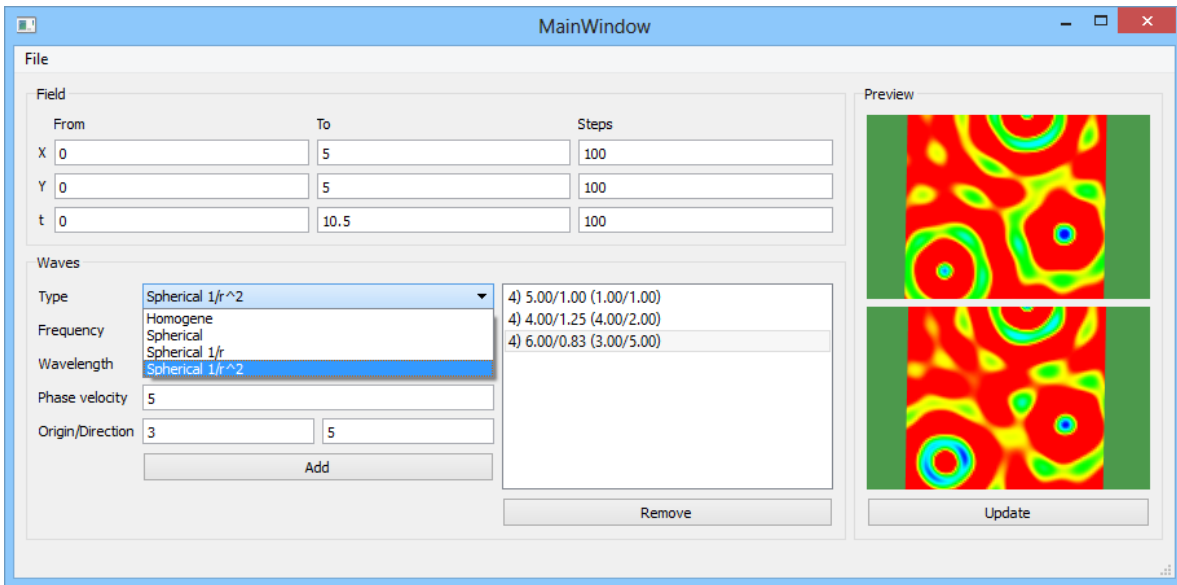 MainWindow
File
Field
From To Steps
X 0 5 100
Y 0 5 100
t 0 10.5 100
Waves
Type Spherical 1/r^2
Homogene
Spherical
Spherical 1/r
Spherical 1/r^2
Frequency
Wavelength
Phase velocity 5
Origin/Direction 3 5
Add
4) 5.00/1.00 (1.00/1.00)
4) 4.00/1.25 (4.00/2.00)
4) 6.00/0.83 (3.00/5.00)
Remove
Preview
Update